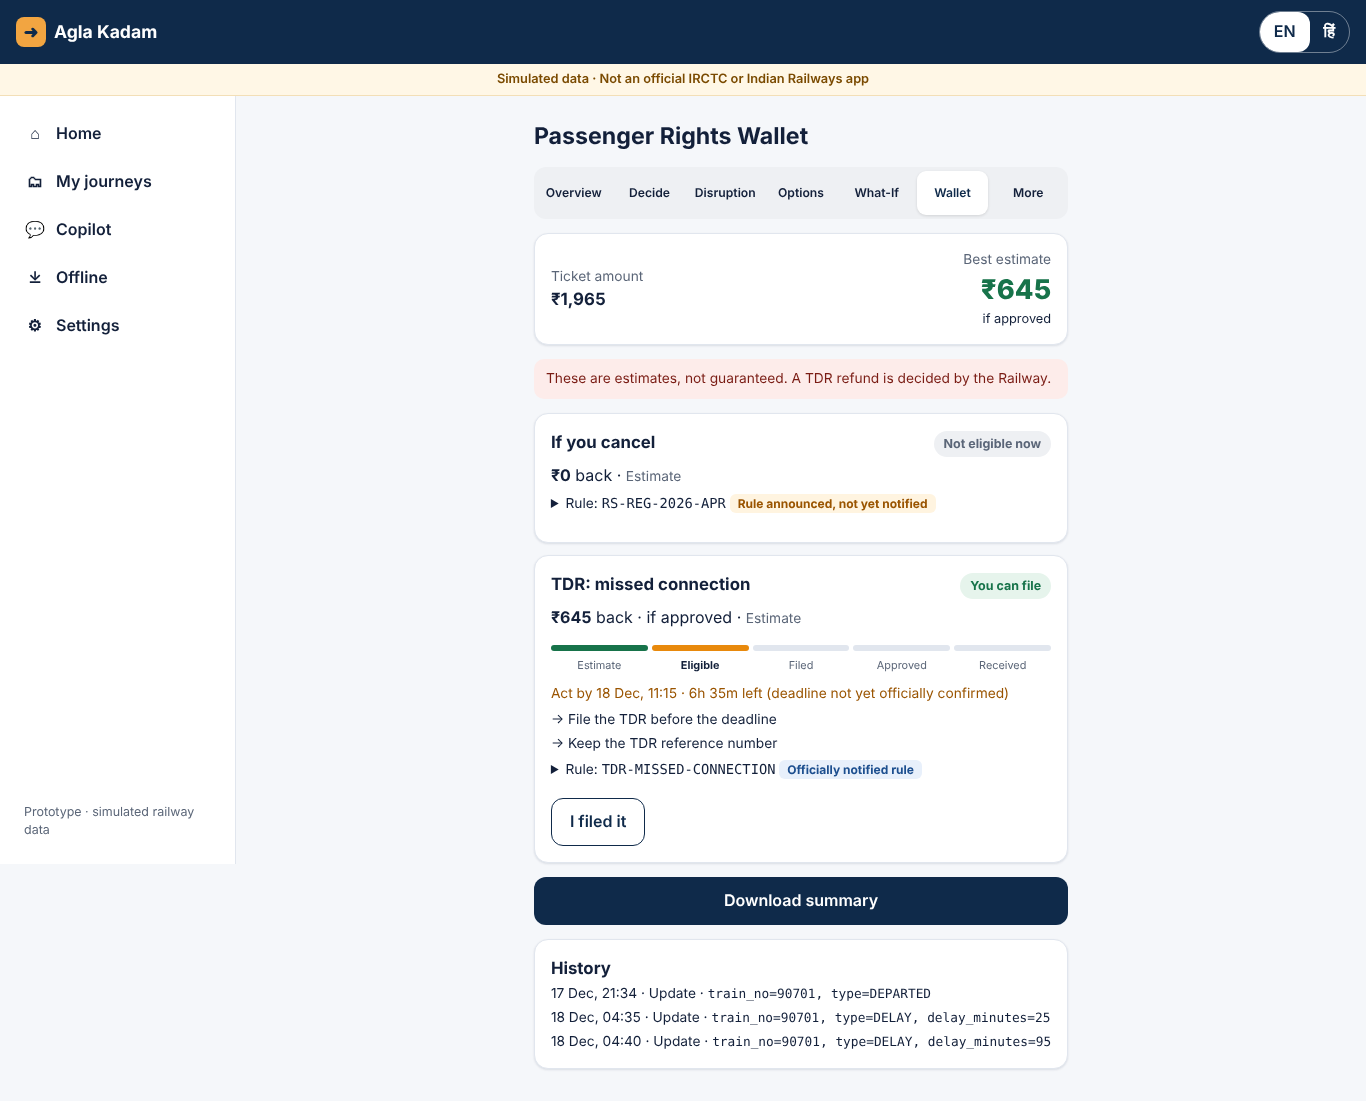 Agla Kadam
EN
हिं
Simulated data · Not an official IRCTC or Indian Railways app
Home
My journeys
Copilot
Offline
Settings
Prototype · simulated railway
data
Passenger Rights Wallet
Overview Decide Disruption Options What-If Wallet More
Ticket amount
₹1,965
Best estimate
₹645
if approved
These are estimates, not guaranteed. A TDR refund is decided by the Railway.
If you cancel
Not eligible now
₹0 back · Estimate
Rule: RS-REG-2026-APR Rule announced, not yet notified
TDR: missed connection
You can file
₹645 back · if approved · Estimate
Estimate Eligible Filed Approved Received
Act by 18 Dec, 11:15 · 6h 35m left (deadline not yet officially confirmed)
→ File the TDR before the deadline
→ Keep the TDR reference number
Rule: TDR-MISSED-CONNECTION Officially notified rule
I filed it
Download summary
History
17 Dec, 21:34 · Update · train_no=90701, type=DEPARTED
18 Dec, 04:35 · Update · train_no=90701, type=DELAY, delay_minutes=25
18 Dec, 04:40 · Update · train_no=90701, type=DELAY, delay_minutes=95